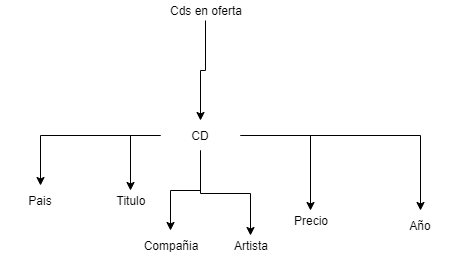 Cds en oferta
CD
Pais
Titulo
Compañia
Artista
Precio
Año